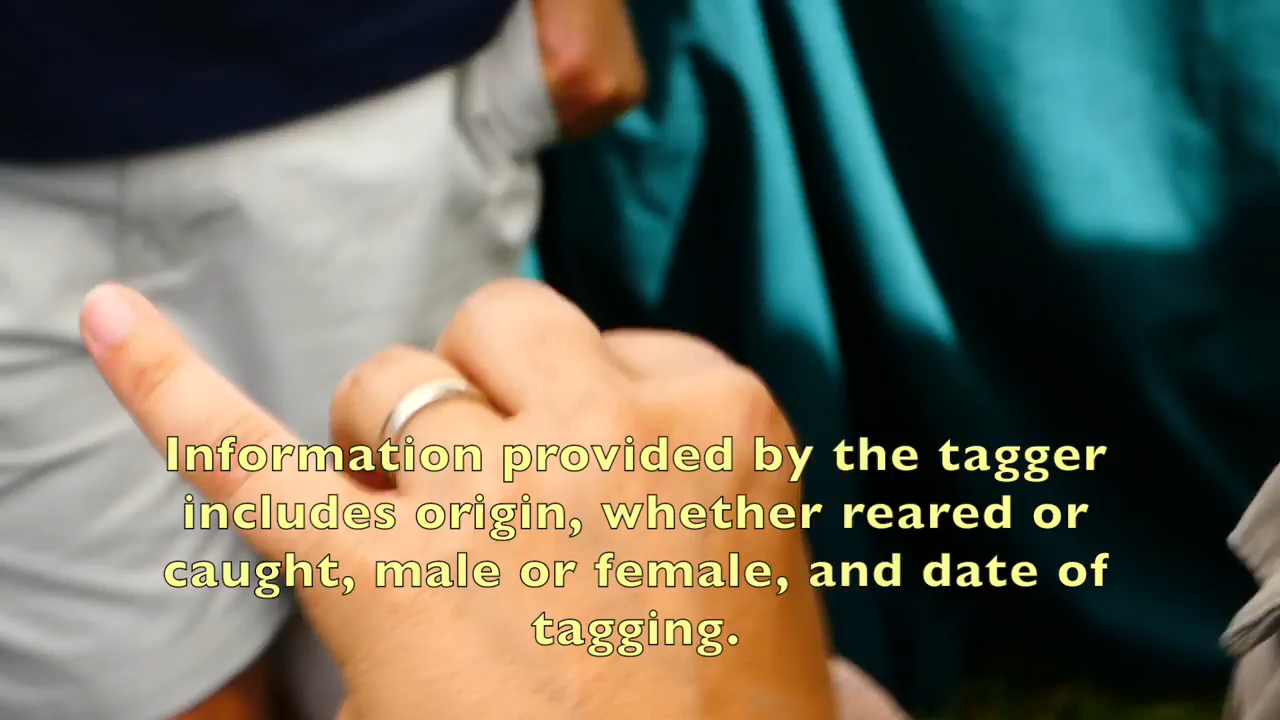 Information provided by the tagger
includes origin, whether reared or
caught, male or female, and date of
tagging.